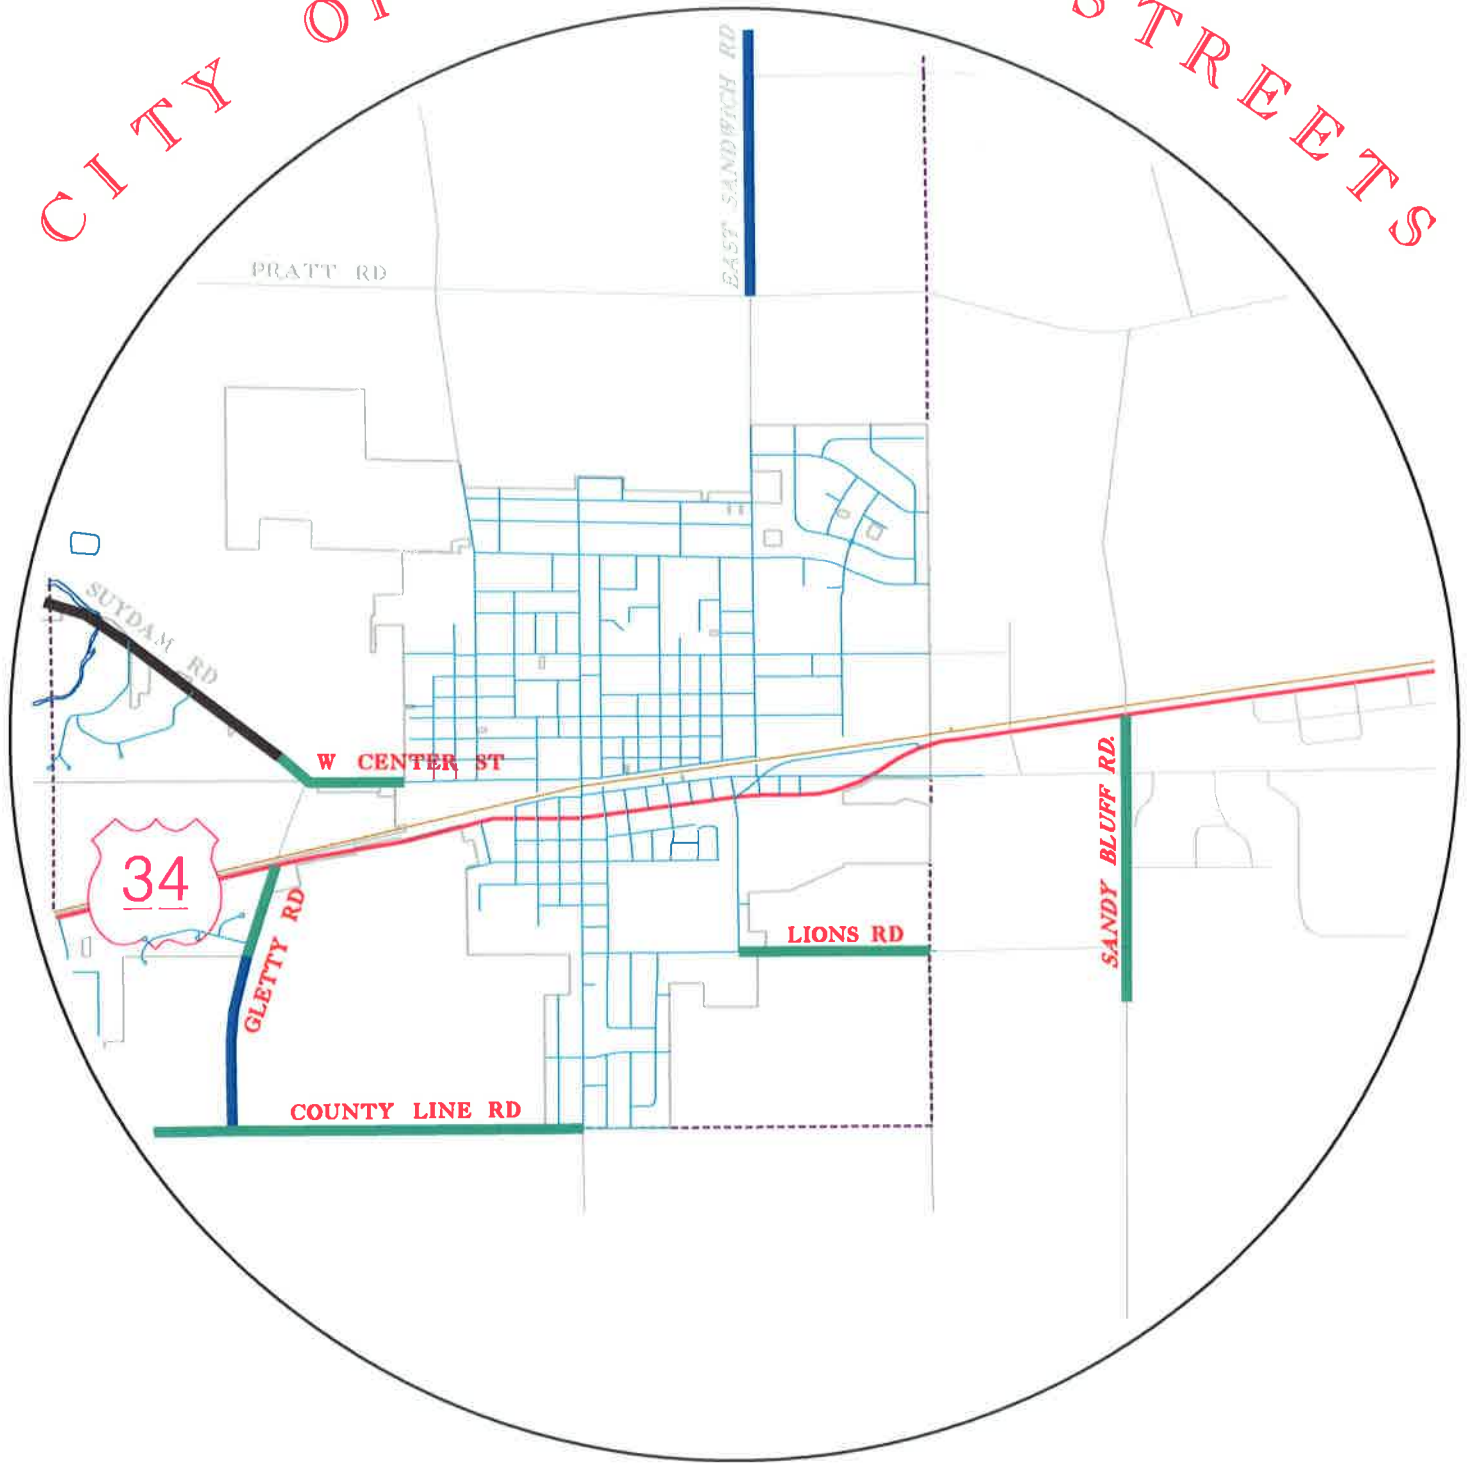 CITY
STREETS
EAST SANDWICH RD
PRATT RD
SUYDAM RD
W CENTER ST
34
GLETTY RD
SANDY BLUFF RD.
LIONS RD
COUNTY LINE RD